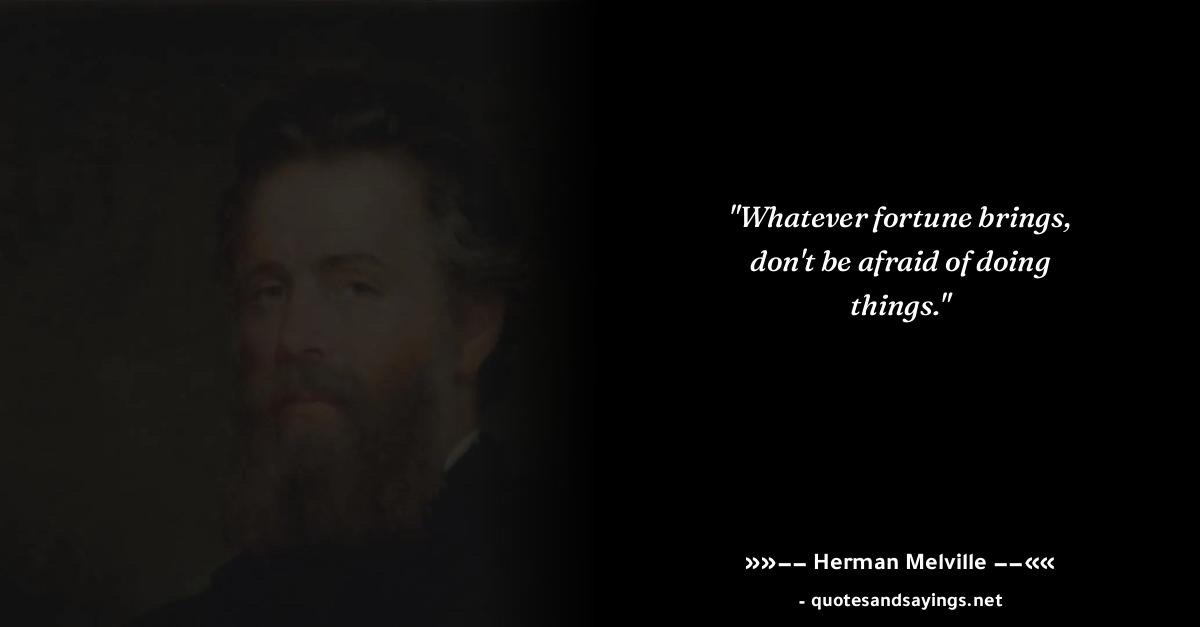 "Whatever fortune brings,
don't be afraid of doing
things."
»»−− Herman Melville −−««
- quotesandsayings.net